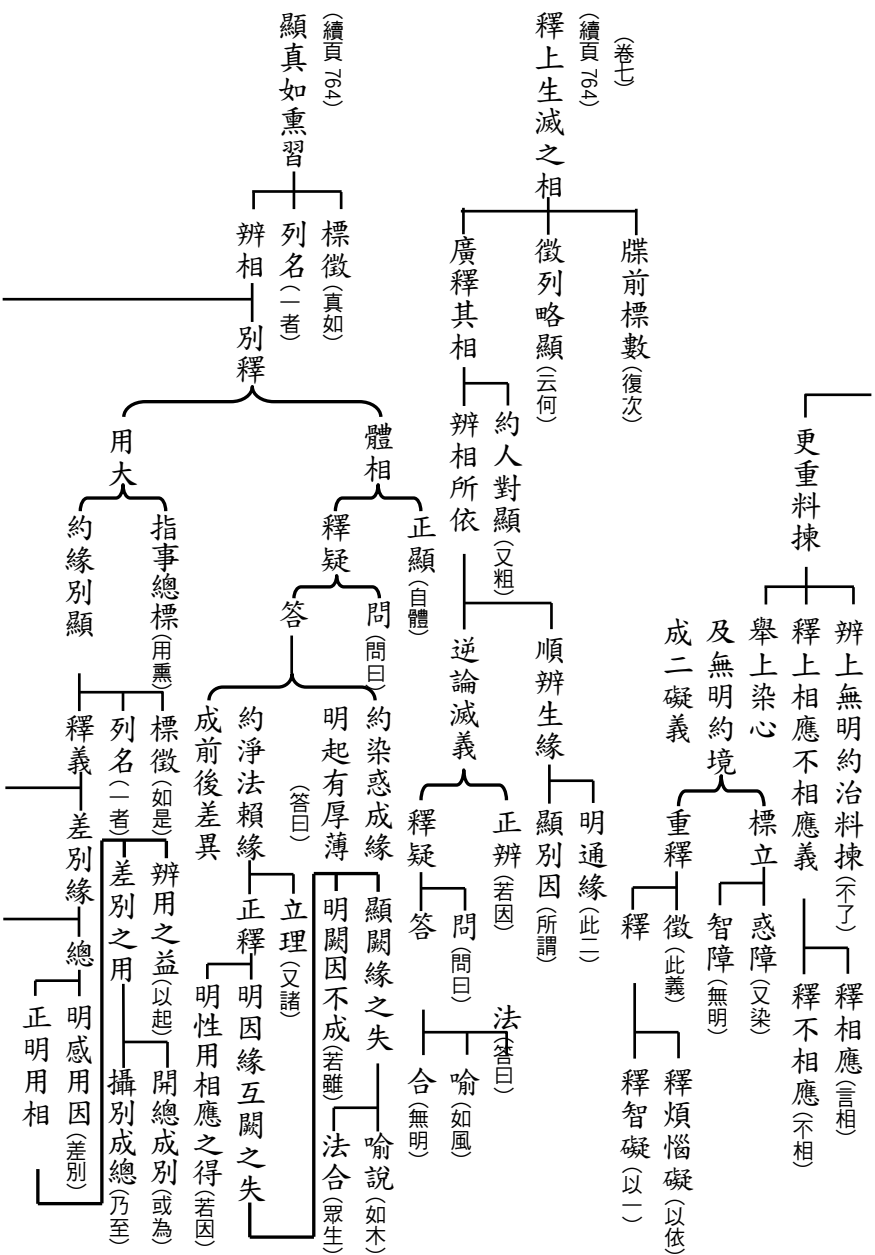 更重料揀
辨上無明約治料揀(不了)
釋上相應不相應義
釋相應(言相)
釋不相應(不相)
舉上染心
及無明約境
成二礙義
標立
惑障(又染)
智障(無明)
重釋
徵(此義)
釋
釋煩惱礙(以依)
釋智礙(以一)
(卷七)
(續頁 764)
釋上生滅之相
牒前標數(復次)
徵列略顯(云何)
廣釋其相
約人對顯(又粗)
辨相所依
順辨生緣
明通緣(此二)
顯別因(所謂)
逆論滅義
正辨(若因)
釋疑
問(問曰)
答
法(答曰)
喻(如風)
合(無明)
(續頁 764)
顯真如熏習
標徵(真如)
列名(一者)
辨相
別釋
體相
正顯(自體)
釋疑
問(問曰)
答
約染惑成緣
明起有厚薄
(答曰)
約淨法賴緣
成前後差異
立理(又諸)
正釋
明因緣互闕之失
顯闕緣之失
喻說(如木)
法合(眾生)
明闕因不成(若雖)
明性用相應之得(若因)
用大
指事總標(用熏)
約緣別顯
標徵(如是)
列名(一者)
釋義
差別緣
總
明感用因(差別)
正明用相
辨用之益(以起)
差別之用
開總成別(或為)
攝別成總(乃至)